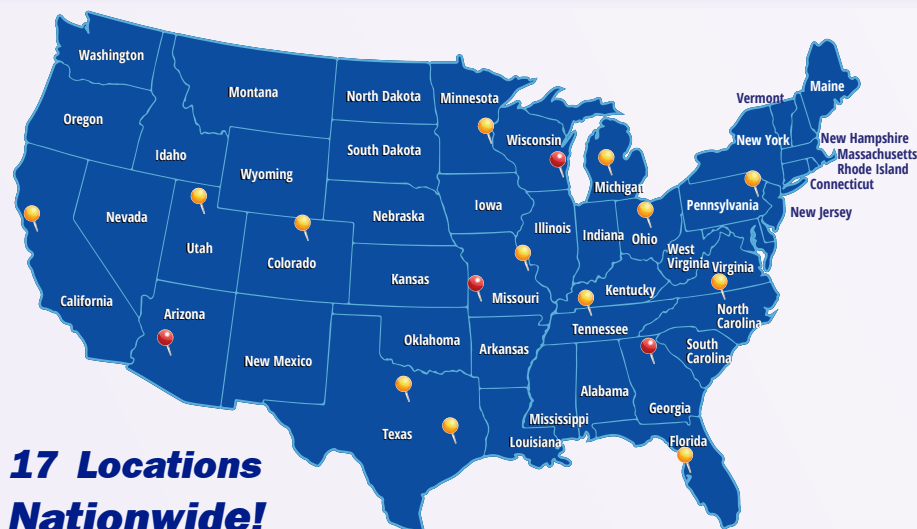 Washington
Montana
North Dakota
Minnesota
Maine
Vermont
Oregon
Wisconsin
New York
New Hampshire
South Dakota
Idaho
Massachusetts
Rhode Island
Wyoming
Michigan
Connecticut
Nebraska
Iowa
Pennsylvania
Nevada
New Jersey
Illinois
Indiana
Ohio
Utah
West
Virginia
Virginia
Colorado
Kansas
Kentucky
California
Missouri
Arizona
North
Carolina
Tennessee
Oklahoma
Arkansas
South
Carolina
New Mexico
Alabama
Georgia
Mississippi
Texas
Louisiana
Florida
17 Locations
Nationwide!